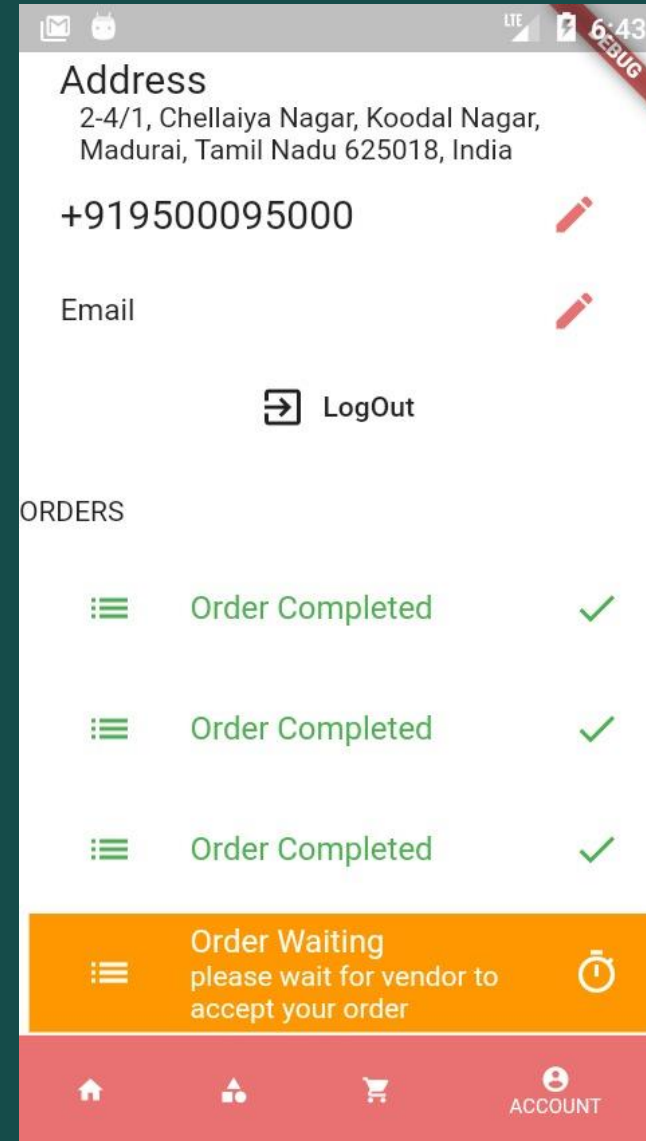 LTE 6:43
DEBUG
Address
2-4/1, Chellaiya Nagar, Koodal Nagar,
Madurai, Tamil Nadu 625018, India
+919500095000
Email
LogOut
ORDERS
Order Completed
Order Completed
Order Completed
Order Waiting
please wait for vendor to
accept your order
ACCOUNT